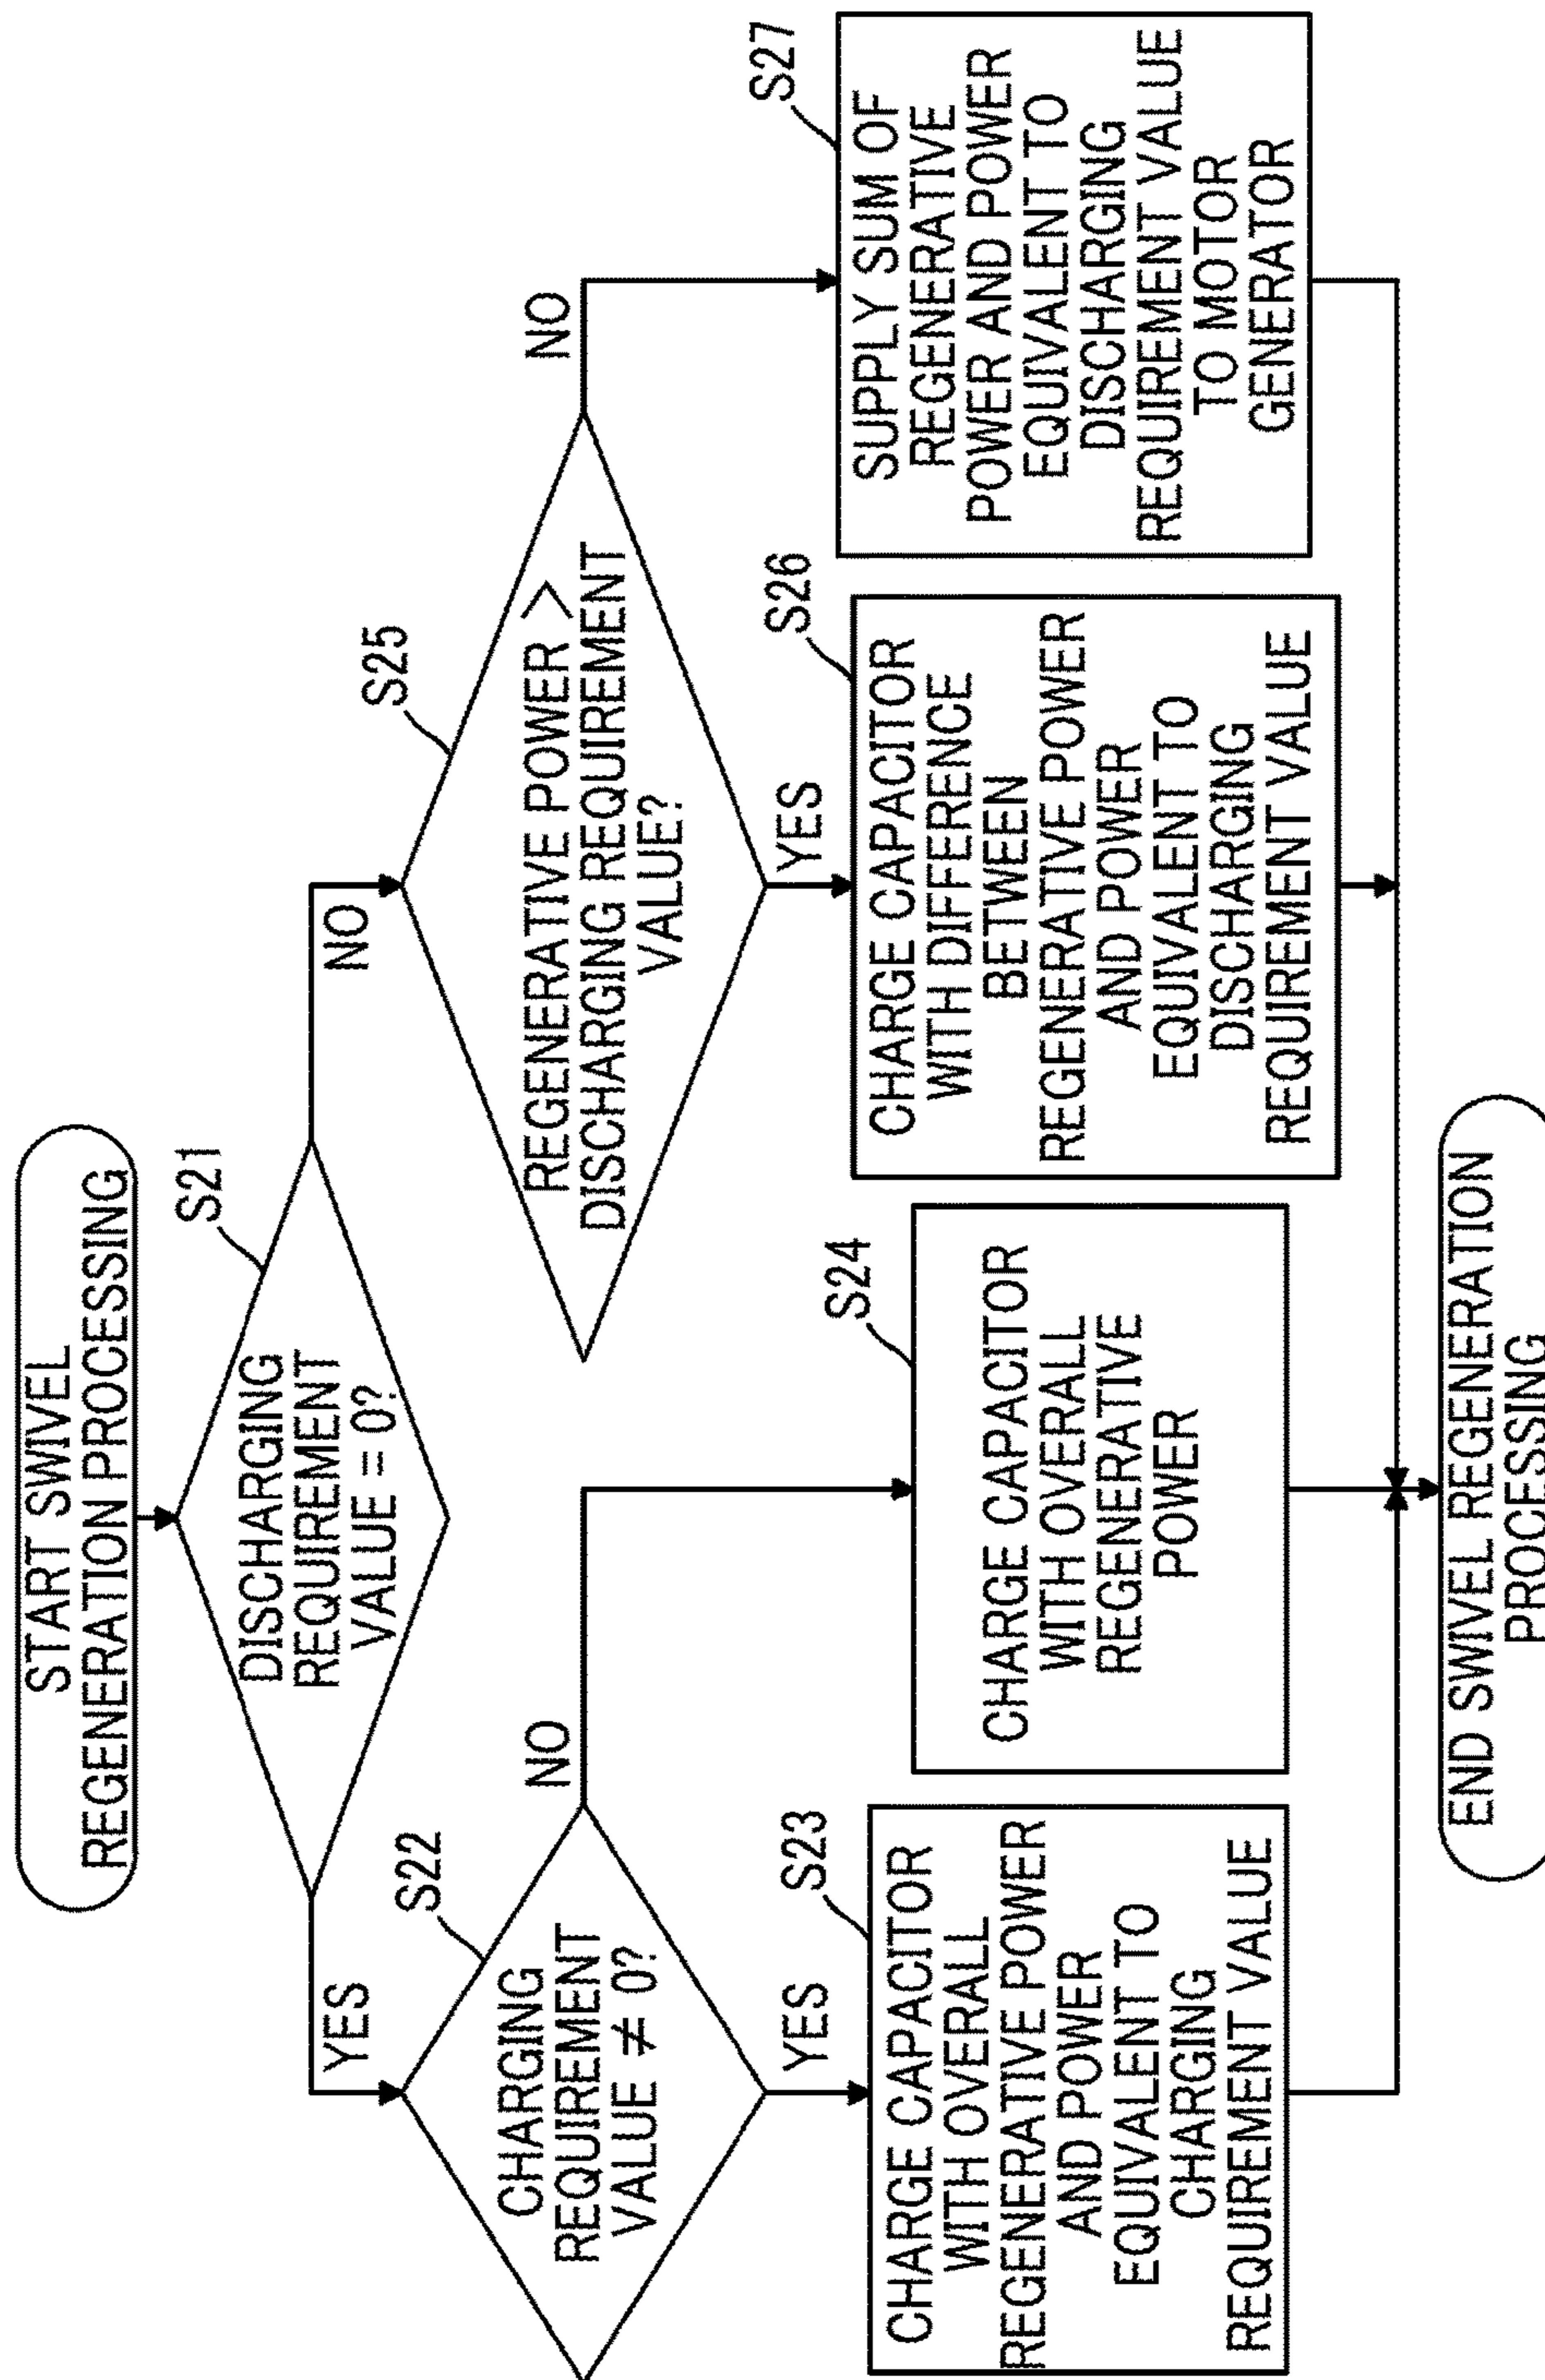 START SWIVEL
REGENERATION PROCESSING
S21
DISCHARGING
REQUIREMENT
VALUE = 0?
YES
NO
S22
CHARGING
REQUIREMENT
VALUE ≠ 0?
NO
YES
S23
CHARGE CAPACITOR
WITH OVERALL
REGENERATIVE POWER
AND POWER
EQUIVALENT TO
CHARGING
REQUIREMENT VALUE
S24
CHARGE CAPACITOR
WITH OVERALL
REGENERATIVE
POWER
S25
REGENERATIVE POWER >
DISCHARGING REQUIREMENT
VALUE?
NO
YES
S26
CHARGE CAPACITOR
WITH DIFFERENCE
BETWEEN
REGENERATIVE POWER
AND POWER
EQUIVALENT TO
DISCHARGING
REQUIREMENT VALUE
S27
SUPPLY SUM OF
REGENERATIVE
POWER AND POWER
EQUIVALENT TO
DISCHARGING
REQUIREMENT VALUE
TO MOTOR
GENERATOR
END SWIVEL REGENERATION
PROCESSING